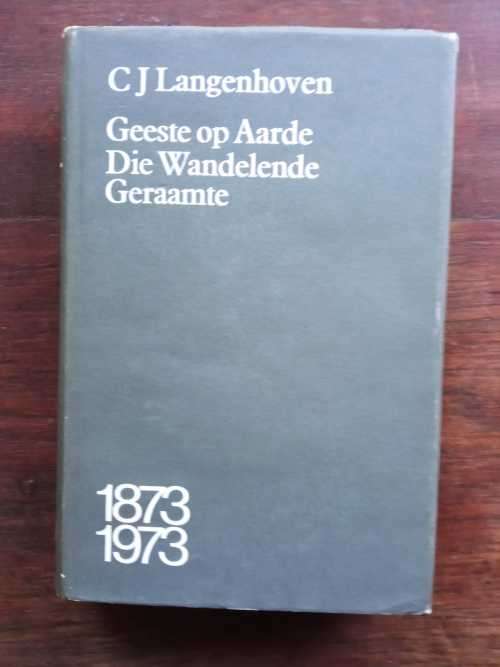 C J Langenhoven
Geeste op Aarde
Die Wandelende
Geraamte
1873
1973